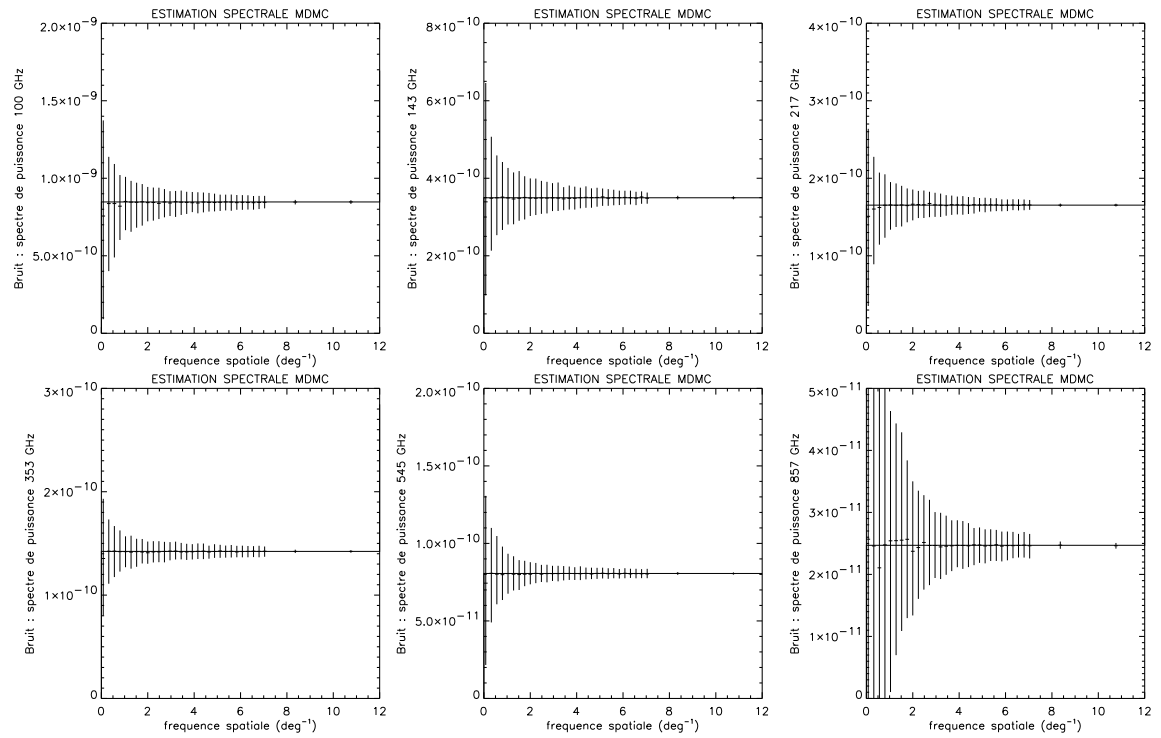 ESTIMATION SPECTRALE MDMC
Bruit : spectre de puissance 100 GHz
2.0×10⁻⁹
1.5×10⁻⁹
1.0×10⁻⁹
5.0×10⁻¹⁰
0
0 2 4 6 8 10 12
frequence spatiale (deg⁻¹)
ESTIMATION SPECTRALE MDMC
Bruit : spectre de puissance 143 GHz
8×10⁻¹⁰
6×10⁻¹⁰
4×10⁻¹⁰
2×10⁻¹⁰
0
0 2 4 6 8 10 12
frequence spatiale (deg⁻¹)
ESTIMATION SPECTRALE MDMC
Bruit : spectre de puissance 217 GHz
4×10⁻¹⁰
3×10⁻¹⁰
2×10⁻¹⁰
1×10⁻¹⁰
0
0 2 4 6 8 10 12
frequence spatiale (deg⁻¹)
ESTIMATION SPECTRALE MDMC
Bruit : spectre de puissance 353 GHz
3×10⁻¹⁰
2×10⁻¹⁰
1×10⁻¹⁰
0
0 2 4 6 8 10 12
frequence spatiale (deg⁻¹)
ESTIMATION SPECTRALE MDMC
Bruit : spectre de puissance 545 GHz
2.0×10⁻¹⁰
1.5×10⁻¹⁰
1.0×10⁻¹⁰
5.0×10⁻¹¹
0
0 2 4 6 8 10 12
frequence spatiale (deg⁻¹)
ESTIMATION SPECTRALE MDMC
Bruit : spectre de puissance 857 GHz
5×10⁻¹¹
4×10⁻¹¹
3×10⁻¹¹
2×10⁻¹¹
1×10⁻¹¹
0
0 2 4 6 8 10 12
frequence spatiale (deg⁻¹)